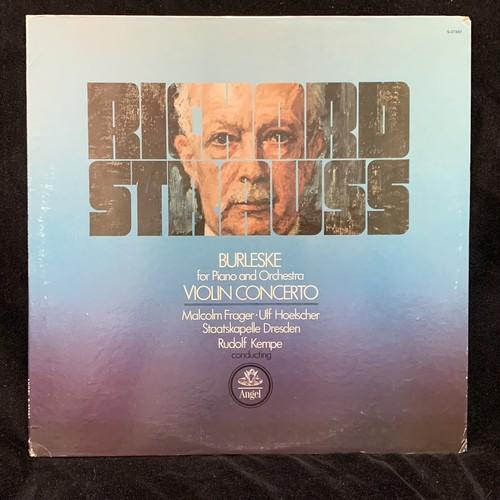 RICHARD
STRAUSS
BURLESKE
for Piano and Orchestra
VIOLIN CONCERTO
Malcolm Frager · Ulf Hoelscher
Staatskapelle Dresden
Rudolf Kempe
conducting
Angel